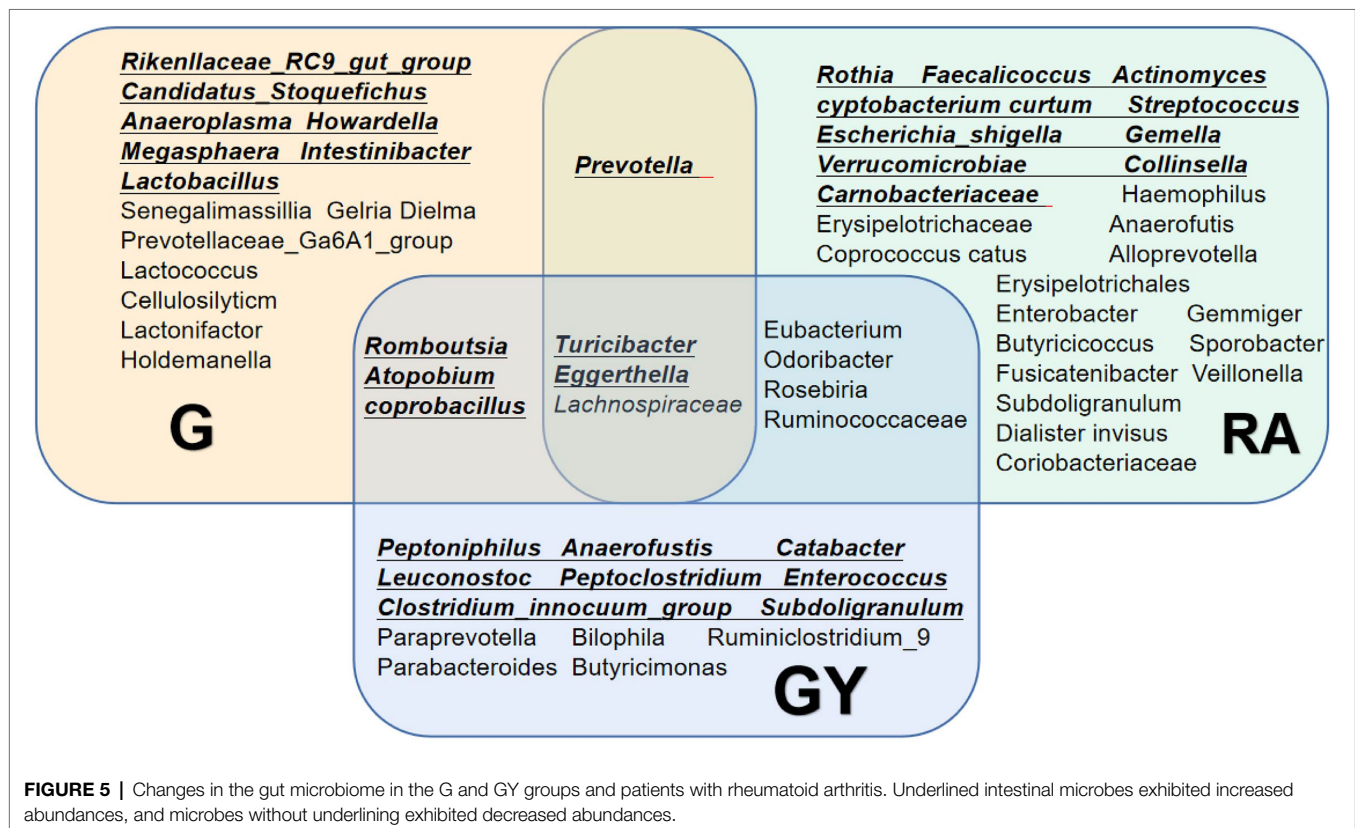 Rikenllaceae_RC9_gut_group
Candidatus_Stoquefichus
Anaeroplasma Howardella
Megasphaera Intestinibacter
Lactobacillus
Senegalimassillia Gelria Dielma
Prevotellaceae_Ga6A1_group
Lactococcus
Cellulosilyticm
Lactonifactor
Holdemanella
G
Prevotella
Rothia Faecalicoccus Actinomyces
cyptobacterium curtum Streptococcus
Escherichia_shigella Gemella
Verrucomicrobiae Collinsella
Carnobacteriaceae Haemophilus
Erysipelotrichaceae Anaerofutis
Coprococcus catus Alloprevotella
Erysipelotrichales
Enterobacter Gemmiger
Butyricicoccus Sporobacter
Fusicatenibacter Veillonella
Subdoligranulum
Dialister invisus
Coriobacteriaceae
RA
Romboutsia
Atopobium
coprobacillus
Turicibacter
Eggerthella
Lachnospiraceae
Eubacterium
Odoribacter
Rosebiria
Ruminococcaceae
Peptoniphilus Anaerofustis Catabacter
Leuconostoc Peptoclostridium Enterococcus
Clostridium_innocuum_group Subdoligranulum
Paraprevotella Bilophila Ruminiclostridium_9
Parabacteroides Butyricimonas
GY
FIGURE 5 | Changes in the gut microbiome in the G and GY groups and patients with rheumatoid arthritis. Underlined intestinal microbes exhibited increased
abundances, and microbes without underlining exhibited decreased abundances.